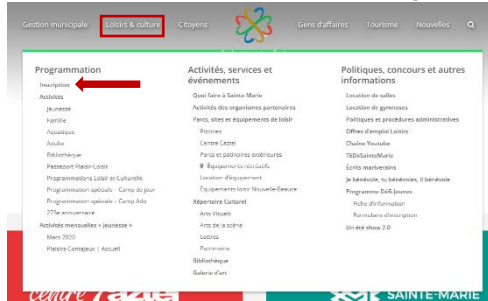 Gestion municipale Loisirs & culture Citoyens Gens d'affaires Tourisme Nouvelles
Programmation
Inscription
Activités
Jeunesse
Famille
Aquatique
Adulte
Bibliothèque
Passeport Plaisir-Loisir
Programmations Loisir et Culturelle
Programmation spéciale - Camp de jour
Programmation spéciale - Camp Ado
275e anniversaire
Activités mensuelles « Jeunesse »
Mars 2020
Plaisirs Contagieux | Accueil
Activités, services et
événements
Quoi faire à Sainte-Marie
Activités des organismes partenaires
Parcs, sites et équipements de loisir
Piscines
Centre Caztel
Parcs et patinoires extérieures
Équipements récréatifs
Location d'équipement
Équipements loisir Nouvelle-Beauce
Répertoire Culturel
Arts Visuels
Arts de la scène
Lettres
Patrimoine
Bibliothèque
Galerie d'art
Politiques, concours et autres
informations
Location de salles
Location de gymnases
Politiques et procédures administratives
Offres d'emploi Loisirs
Chaîne Youtube
TEDxSainteMarie
Écrits mariverains
Je bénévole, tu bénévoles, il bénévole
Programme Défi-Jeunes
Fiche d'information
Formulaire d'inscription
Un été show 2.0
SAINTE-MARIE